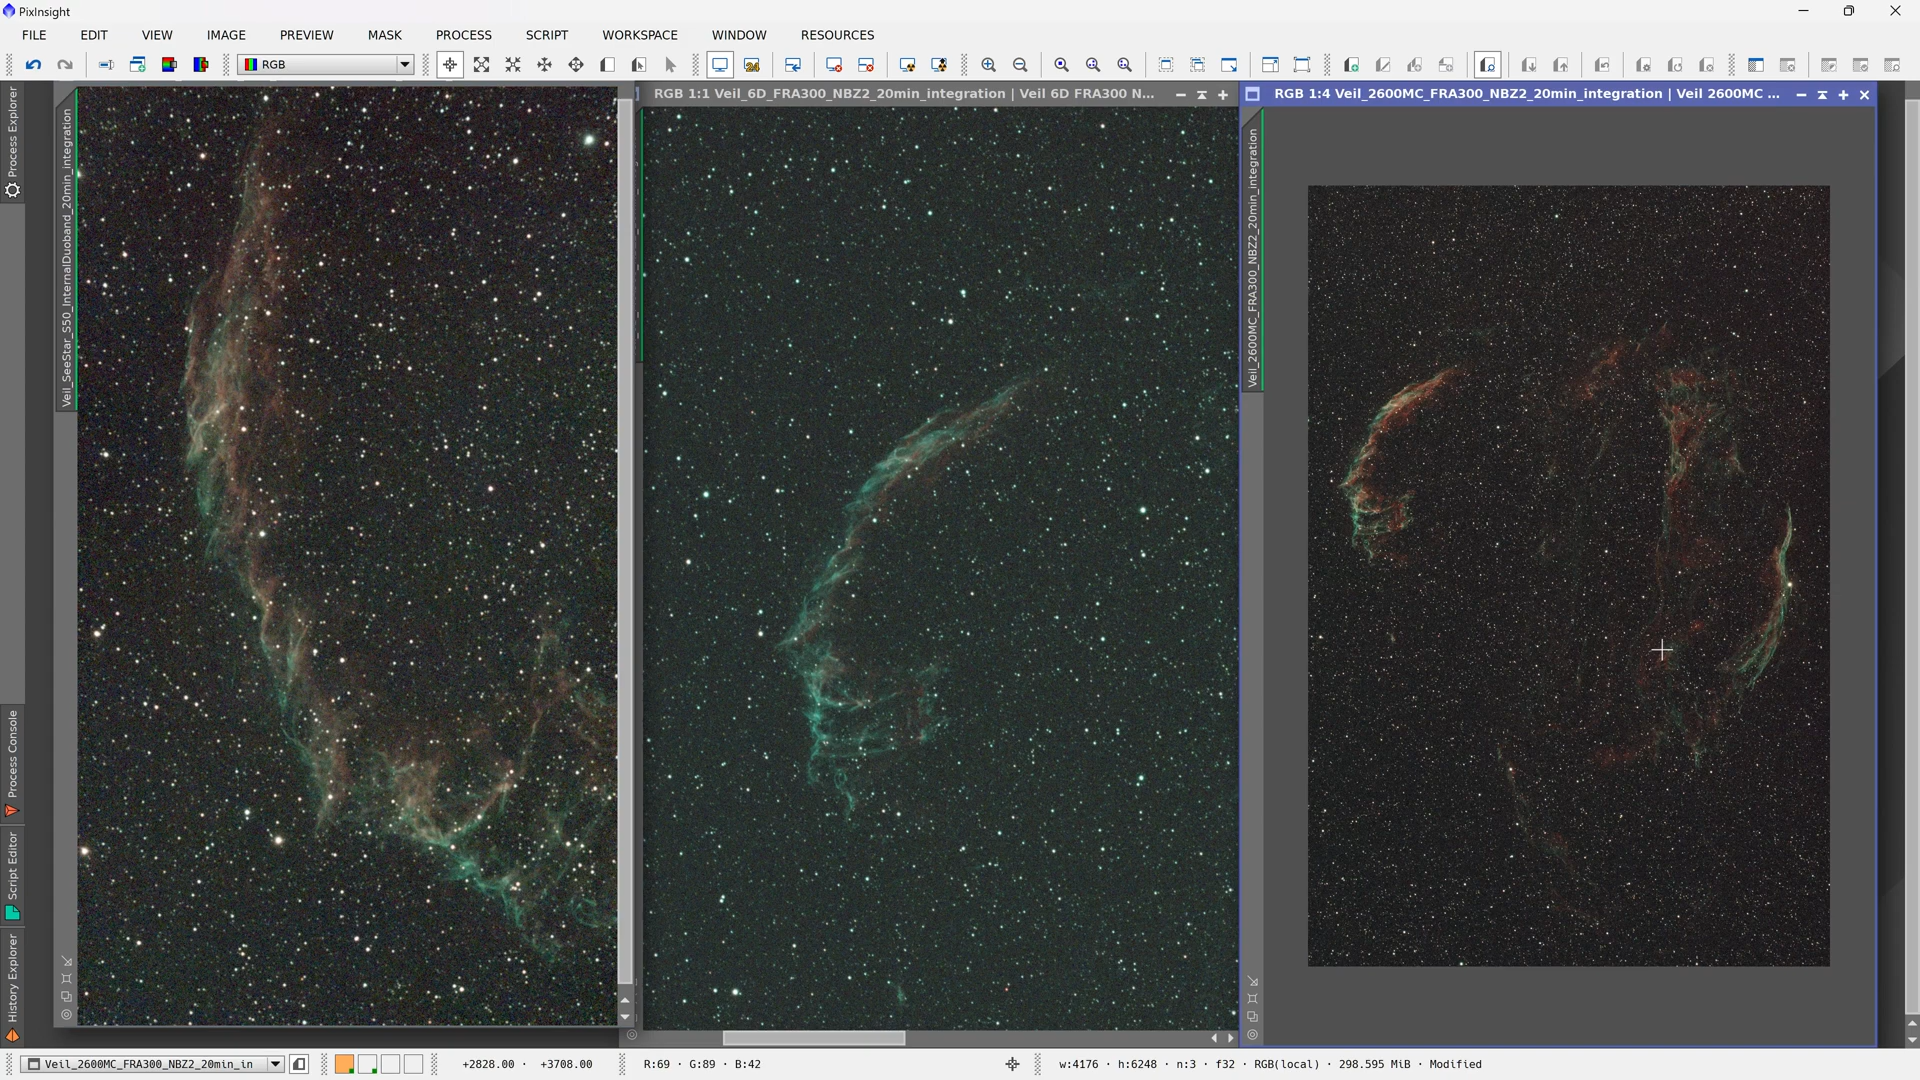 PixInsight
FILE EDIT VIEW IMAGE PREVIEW MASK PROCESS SCRIPT WORKSPACE WINDOW RESOURCES
RGB
Process Explorer
Process Console
Script Editor
History Explorer
Veil_SeeStar_S50_InternalDuoband_20min_integration
RGB 1:1 Veil_6D_FRA300_NBZ2_20min_integration | Veil 6D FRA300 N...
RGB 1:4 Veil_2600MC_FRA300_NBZ2_20min_integration | Veil 2600MC ...
Veil_2600MC_FRA300_NBZ2_20min_integration
Veil_2600MC_FRA300_NBZ2_20min_in
+2828.00 · +3708.00
R:69 · G:89 · B:42
w:4176 · h:6248 · n:3 · f32 · RGB(local) · 298.595 MiB · Modified